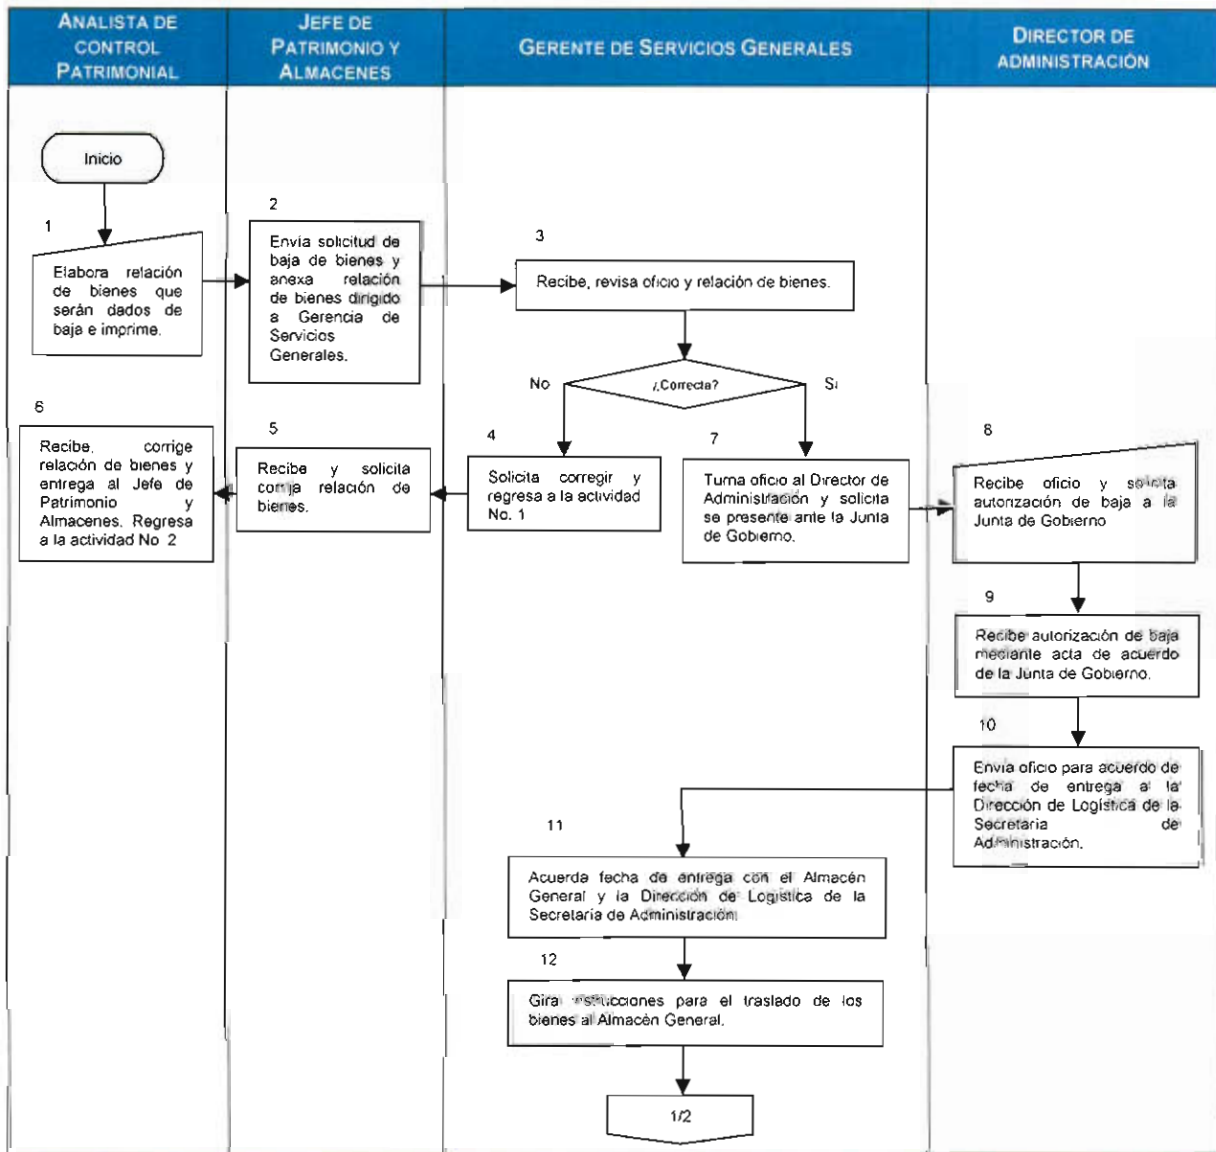 ANALISTA DE
CONTROL
PATRIMONIAL
JEFE DE
PATRIMONIO Y
ALMACENES
GERENTE DE SERVICIOS GENERALES
DIRECTOR DE
ADMINISTRACIÓN
Inicio
1
Elabora relación
de bienes que
serán dados de
baja e imprime.
2
Envía solicitud de
baja de bienes y
anexa relación
de bienes dirigido
a Gerencia de
Servicios
Generales.
3
Recibe, revisa oficio y relación de bienes.
¿Correcta?
No
Si
4
Solicita corregir y
regresa a la actividad
No. 1
5
Recibe y solicita
corrija relación de
bienes.
6
Recibe, corrige
relación de bienes y
entrega al Jefe de
Patrimonio y
Almacenes. Regresa
a la actividad No 2
7
Turna oficio al Director de
Administración y solicita
se presente ante la Junta
de Gobierno.
8
Recibe oficio y solicita
autorización de baja a la
Junta de Gobierno
9
Recibe autorización de baja
mediante acta de acuerdo
de la Junta de Gobierno.
10
Envía oficio para acuerdo de
fecha de entrega al la
Dirección de Logística de la
Secretaria de
Administración.
11
Acuerda fecha de entrega con el Almacén
General y la Dirección de Logística de la
Secretaria de Administración
12
Gira instrucciones para el traslado de los
bienes al Almacén General.
1/2